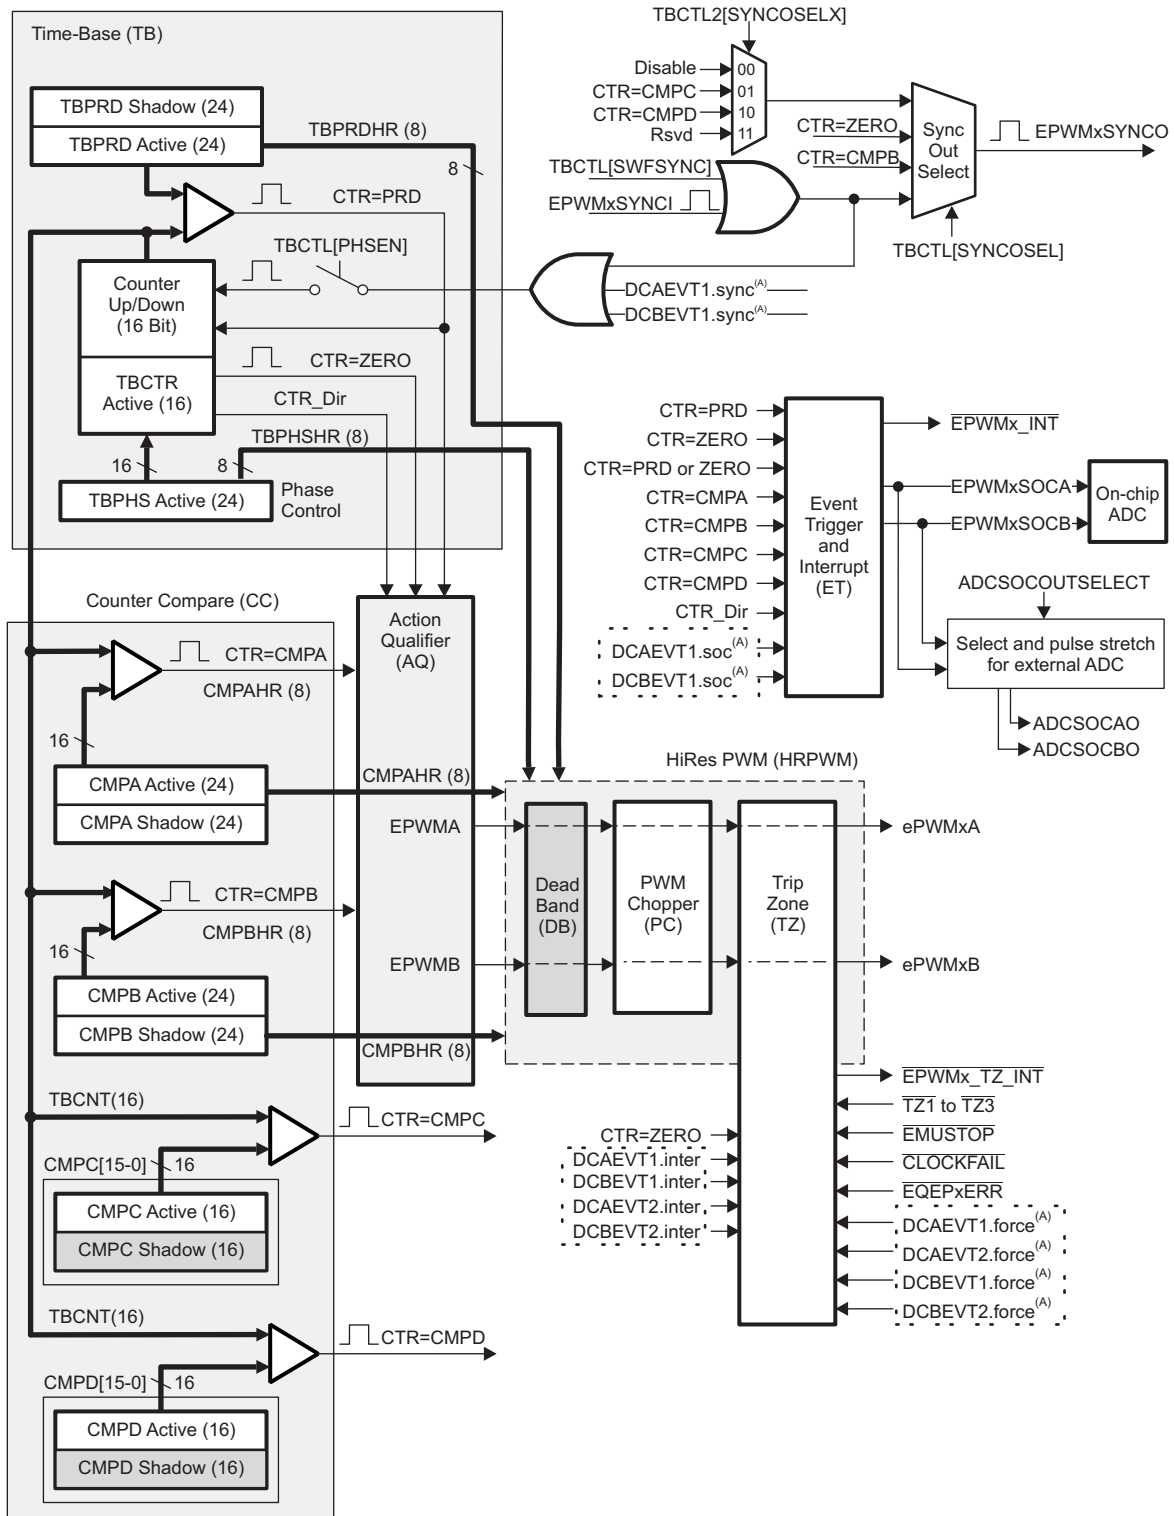 TBCTL2[SYNCOSELX]
Time-Base (TB)
Disable
00
CTR=CMPC
01
CTR=CMPD
10
Rsvd
11
CTR=ZERO
CTR=CMPB
Sync
Out
Select
EPWMxSYNCO
TBCTL[SWFSYNC]
EPWMxSYNCI
TBCTL[SYNCOSEL]
TBPRD Shadow (24)
TBPRD Active (24)
TBPRDHR (8)
8
CTR=PRD
TBCTL[PHSEN]
DCAEVT1.sync(A)
DCBEVT1.sync(A)
Counter
Up/Down
(16 Bit)
TBCTR
Active (16)
CTR=ZERO
CTR_Dir
TBPHSHR (8)
16
8
TBPHS Active (24)
Phase
Control
CTR=PRD
CTR=ZERO
CTR=PRD or ZERO
CTR=CMPA
CTR=CMPB
CTR=CMPC
CTR=CMPD
CTR_Dir
DCAEVT1.soc(A)
DCBEVT1.soc(A)
Event
Trigger
and
Interrupt
(ET)
EPWMx_INT
EPWMxSOCA
EPWMxSOCB
On-chip
ADC
ADCSOCOUTSELECT
Select and pulse stretch
for external ADC
ADCSOCAO
ADCSOCBO
Counter Compare (CC)
Action
Qualifier
(AQ)
CTR=CMPA
CMPAHR (8)
16
CMPA Active (24)
CMPA Shadow (24)
CMPAHR (8)
EPWMA
CTR=CMPB
CMPBHR (8)
16
EPWMB
CMPB Active (24)
CMPB Shadow (24)
CMPBHR (8)
HiRes PWM (HRPWM)
Dead
Band
(DB)
PWM
Chopper
(PC)
Trip
Zone
(TZ)
ePWMxA
ePWMxB
EPWMx_TZ_INT
TZ1 to TZ3
EMUSTOP
CLOCKFAIL
EQEPxERR
DCAEVT1.force(A)
DCAEVT2.force(A)
DCBEVT1.force(A)
DCBEVT2.force(A)
CTR=ZERO
DCAEVT1.inter
DCBEVT1.inter
DCAEVT2.inter
DCBEVT2.inter
TBCNT(16)
CTR=CMPC
CMPC[15-0]
16
CMPC Active (16)
CMPC Shadow (16)
TBCNT(16)
CTR=CMPD
CMPD[15-0]
16
CMPD Active (16)
CMPD Shadow (16)